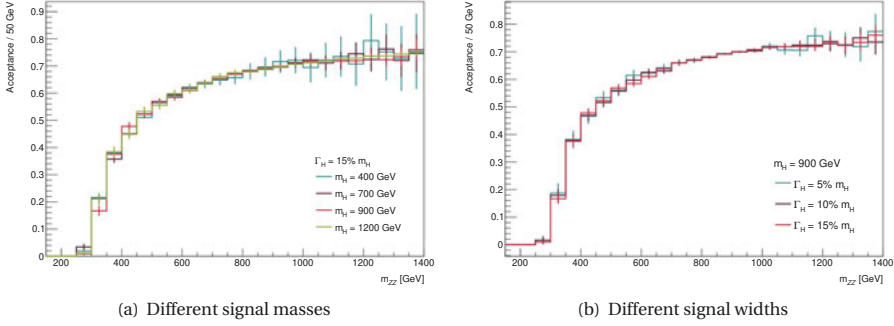 Acceptance / 50 GeV
0.9
0.8
0.7
0.6
0.5
0.4
0.3
0.2
0.1
0
Γ_H = 15% m_H
m_H = 400 GeV
m_H = 700 GeV
m_H = 900 GeV
m_H = 1200 GeV
200 400 600 800 1000 1200 1400
m_ZZ [GeV]
(a) Different signal masses
Acceptance / 50 GeV
0.8
0.7
0.6
0.5
0.4
0.3
0.2
0.1
0
m_H = 900 GeV
Γ_H = 5% m_H
Γ_H = 10% m_H
Γ_H = 15% m_H
200 400 600 800 1000 1200 1400
m_ZZ [GeV]
(b) Different signal widths